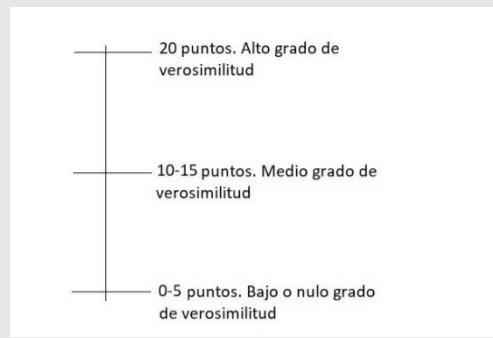 20 puntos. Alto grado de
verosimilitud
10-15 puntos. Medio grado de
verosimilitud
0-5 puntos. Bajo o nulo grado
de verosimilitud